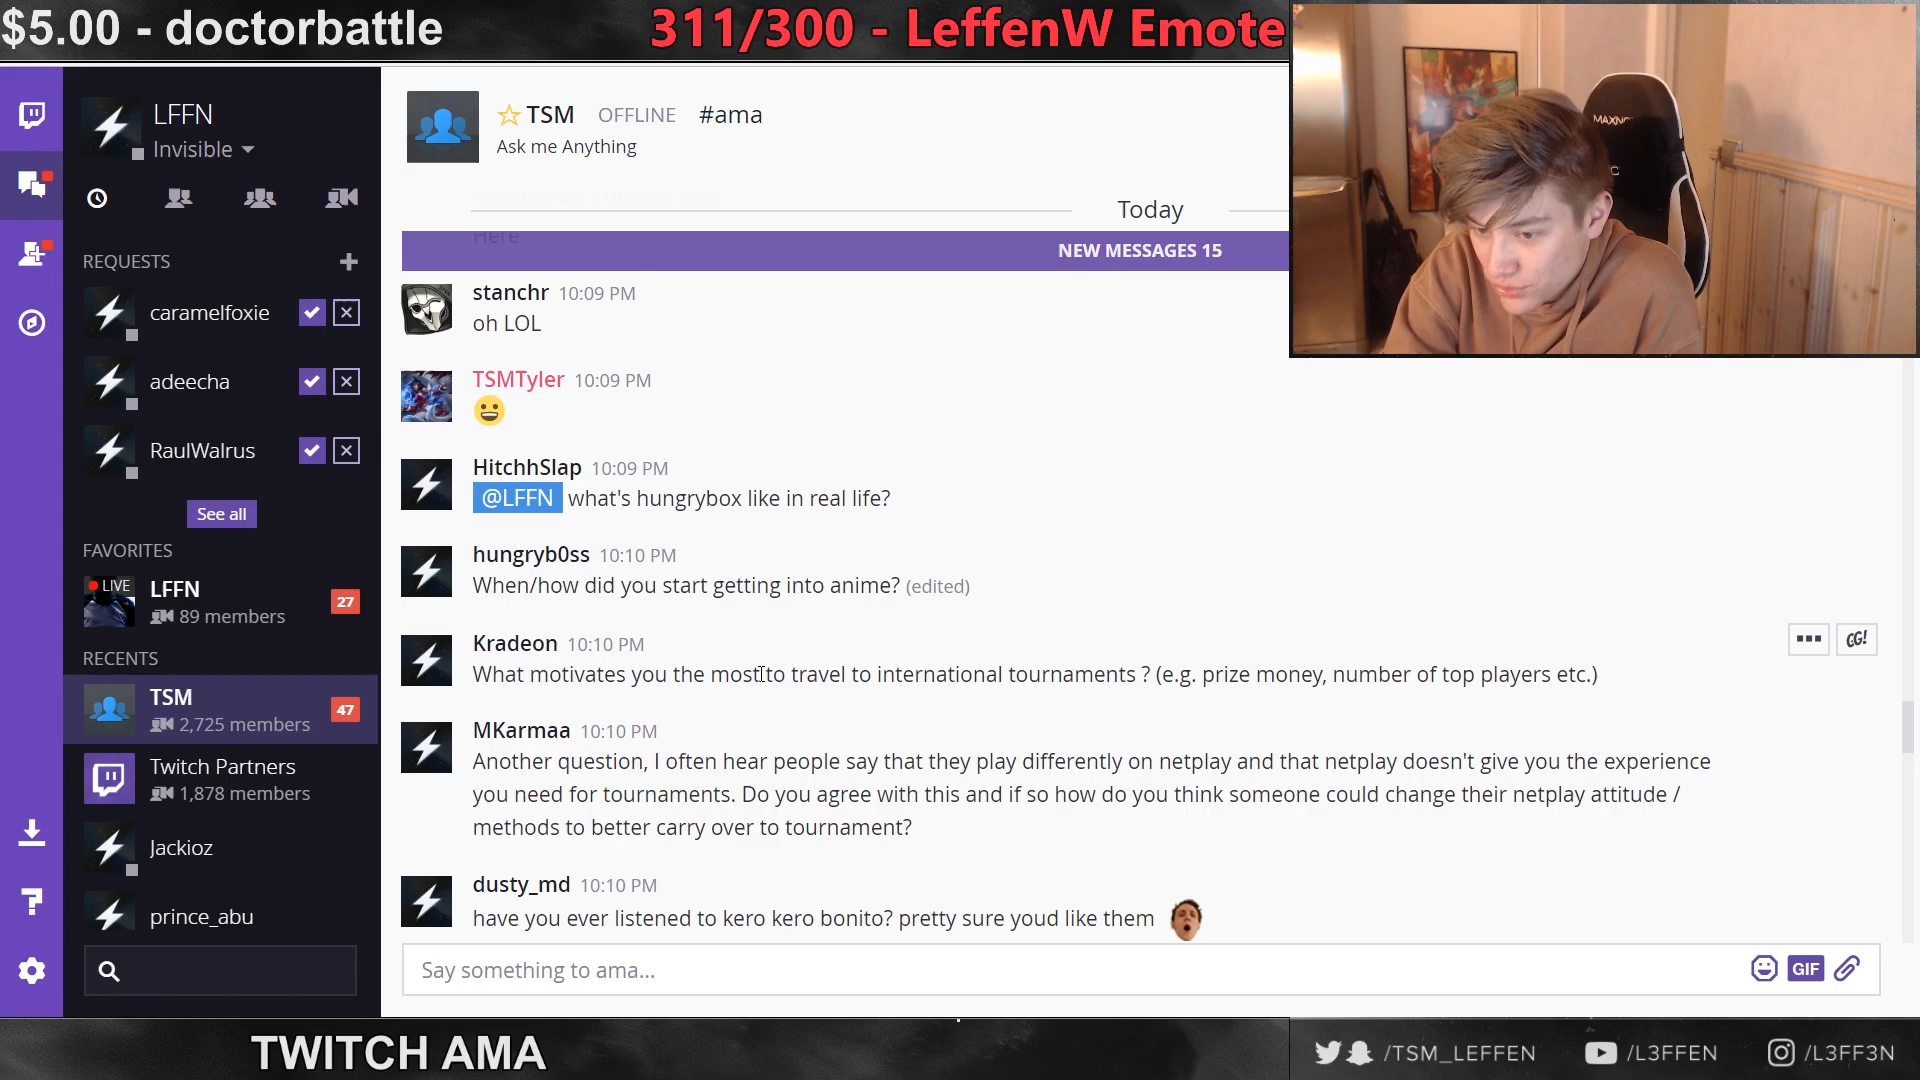 $5.00 - doctorbattle
311/300 - LeffenW Emote
LFFN
Invisible
REQUESTS
caramelfoxie
adeecha
RaulWalrus
See all
FAVORITES
LIVE
LFFN
89 members
27
RECENTS
TSM
2,725 members
47
Twitch Partners
1,878 members
Jackioz
prince_abu
TSM OFFLINE #ama
Ask me Anything
Today
Here
NEW MESSAGES 15
stanchr 10:09 PM
oh LOL
TSMTyler 10:09 PM
HitchhSlap 10:09 PM
@LFFN what's hungrybox like in real life?
hungryb0ss 10:10 PM
When/how did you start getting into anime? (edited)
Kradeon 10:10 PM
What motivates you the most to travel to international tournaments ? (e.g. prize money, number of top players etc.)
GG!
MKarmaa 10:10 PM
Another question, I often hear people say that they play differently on netplay and that netplay doesn't give you the experience
you need for tournaments. Do you agree with this and if so how do you think someone could change their netplay attitude /
methods to better carry over to tournament?
dusty_md 10:10 PM
have you ever listened to kero kero bonito? pretty sure youd like them
Say something to ama...
GIF
TWITCH AMA
/TSM_LEFFEN
/L3FFEN
/L3FF3N